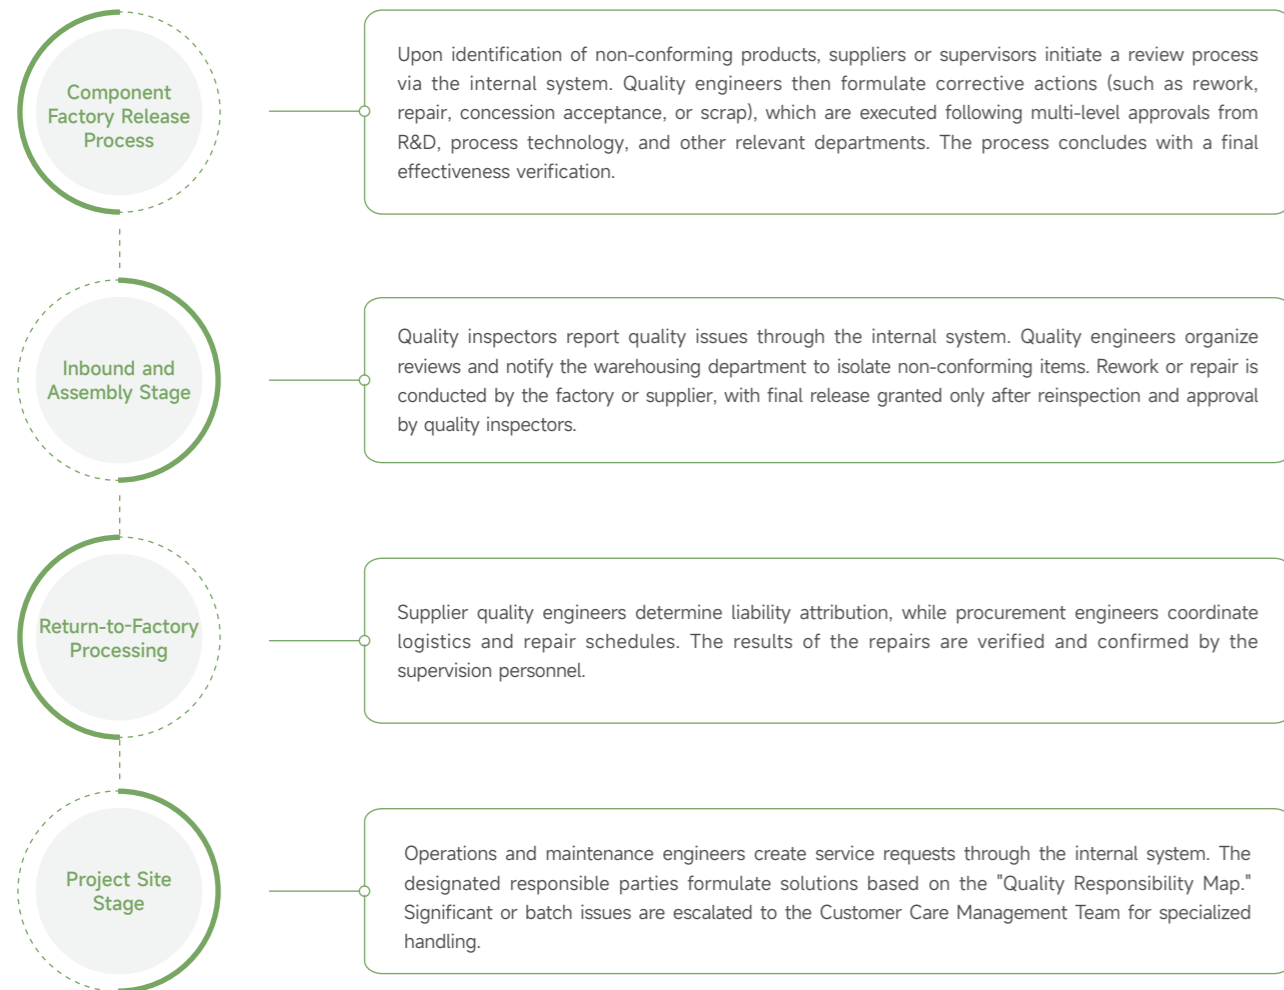 Component
Factory Release
Process
Upon identification of non-conforming products, suppliers or supervisors initiate a review process
via the internal system. Quality engineers then formulate corrective actions (such as rework,
repair, concession acceptance, or scrap), which are executed following multi-level approvals from
R&D, process technology, and other relevant departments. The process concludes with a final
effectiveness verification.
Inbound and
Assembly Stage
Quality inspectors report quality issues through the internal system. Quality engineers organize
reviews and notify the warehousing department to isolate non-conforming items. Rework or repair is
conducted by the factory or supplier, with final release granted only after reinspection and approval
by quality inspectors.
Return-to-Factory
Processing
Supplier quality engineers determine liability attribution, while procurement engineers coordinate
logistics and repair schedules. The results of the repairs are verified and confirmed by the
supervision personnel.
Project Site
Stage
Operations and maintenance engineers create service requests through the internal system. The
designated responsible parties formulate solutions based on the "Quality Responsibility Map."
Significant or batch issues are escalated to the Customer Care Management Team for specialized
handling.